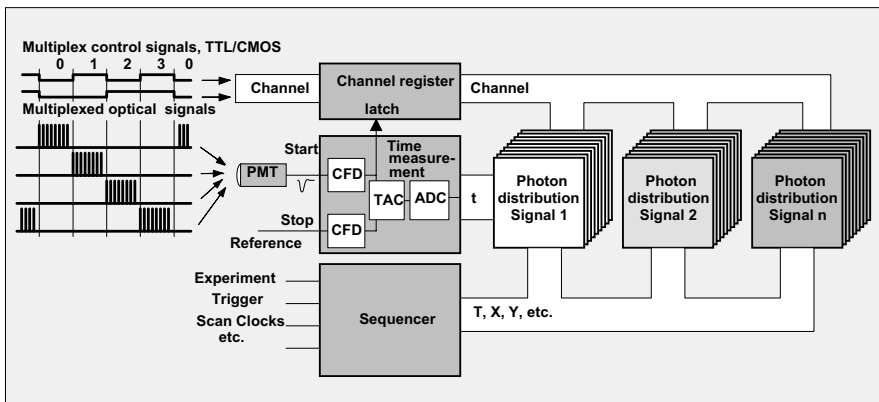 Multiplex control signals, TTL/CMOS
0 1 2 3 0
Multiplexed optical signals
Channel
Channel register
latch
Channel
Start
PMT
CFD
Time
measure-
ment
TAC
ADC
t
Stop
Reference
CFD
Photon
distribution
Signal 1
Photon
distribution
Signal 2
Photon
distribution
Signal n
Experiment
Trigger
Scan Clocks
etc.
Sequencer
T, X, Y, etc.